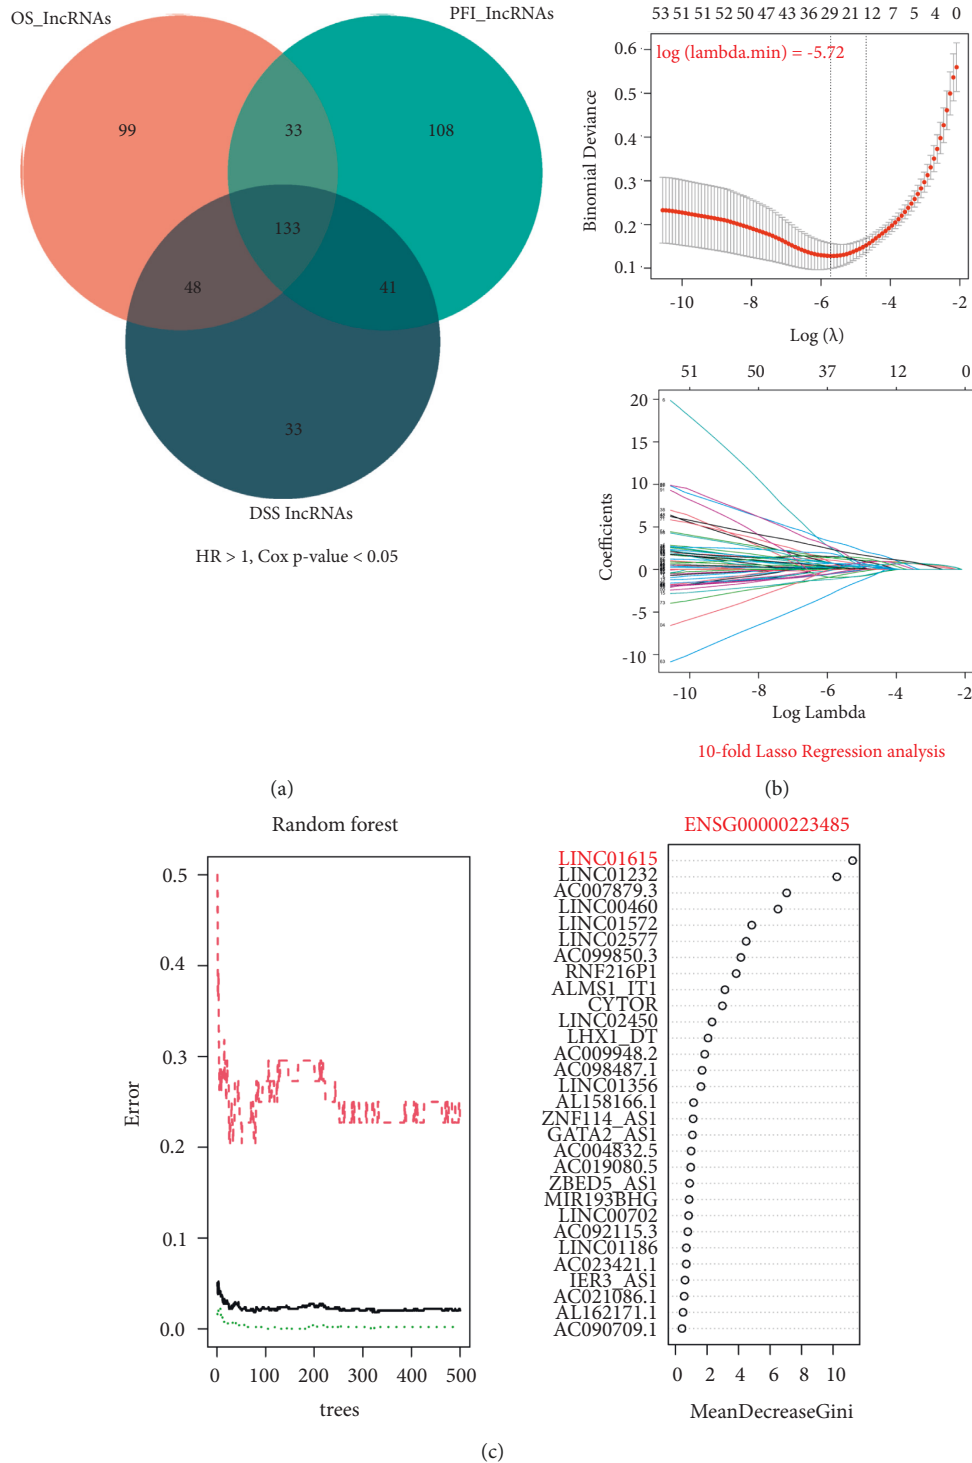 OS_IncRNAs
PFI_IncRNAs
99
33
108
133
48
41
33
DSS IncRNAs
HR > 1, Cox p-value < 0.05
(a)
53 51 51 52 50 47 43 36 29 21 12 7 5 4 0
log (lambda.min) = -5.72
Binomial Deviance
0.6
0.5
0.4
0.3
0.2
0.1
-10 -8 -6 -4 -2
Log (λ)
51 50 37 12 0
Coefficients
20
15
10
5
0
-5
-10
-10 -8 -6 -4 -2
Log Lambda
10-fold Lasso Regression analysis
(b)
Random forest
Error
0.5
0.4
0.3
0.2
0.1
0.0
0 100 200 300 400 500
trees
ENSG00000223485
LINC01615
LINC01232
AC007879.3
LINC00460
LINC01572
LINC02577
AC099850.3
RNF216P1
ALMS1_IT1
CYTOR
LINC02450
LHX1_DT
AC009948.2
AC098487.1
LINC01356
AL158166.1
ZNF114_AS1
GATA2_AS1
AC004832.5
AC019080.5
ZBED5_AS1
MIR193BHG
LINC00702
AC092115.3
LINC01186
AC023421.1
IER3_AS1
AC021086.1
AL162171.1
AC090709.1
0 2 4 6 8 10
MeanDecreaseGini
(c)